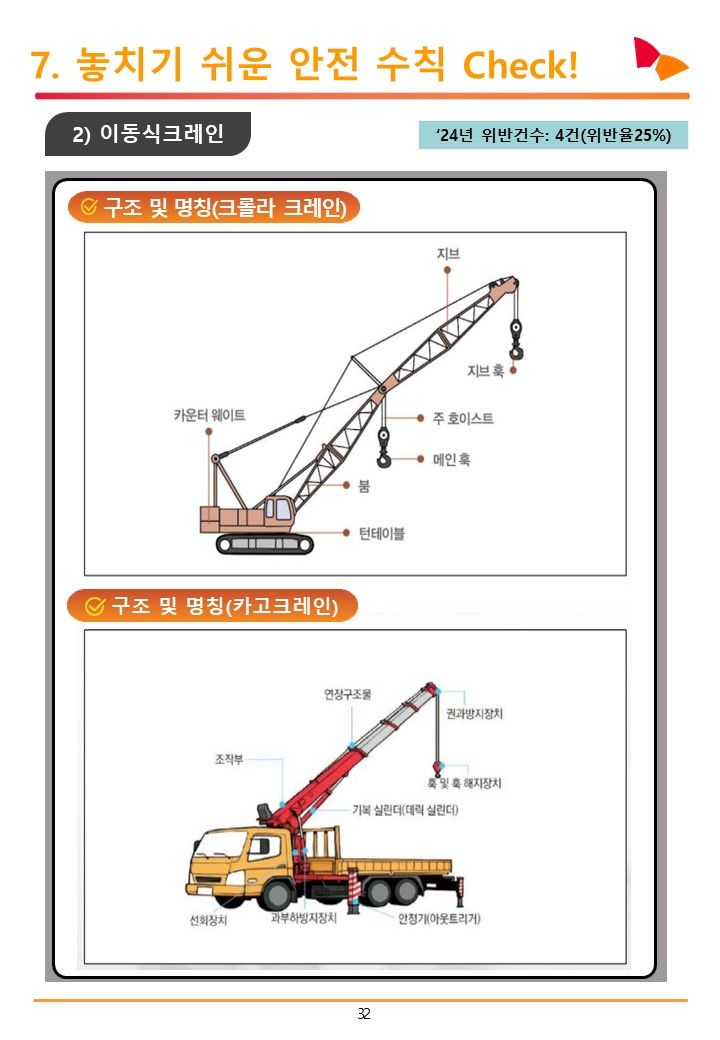 7. 놓치기 쉬운 안전 수칙 Check!
2) 이동식크레인
‘24년 위반건수: 4건(위반율25%)
구조 및 명칭(크롤라 크레인)
지브
지브 훅
카운터 웨이트
주 호이스트
메인 훅
붐
턴테이블
구조 및 명칭(카고크레인)
연장구조물
권과방지장치
조작부
훅 및 훅 해지장치
기복 실린더(데릭 실린더)
선회장치
과부하방지장치
안정기(아웃트리거)
32